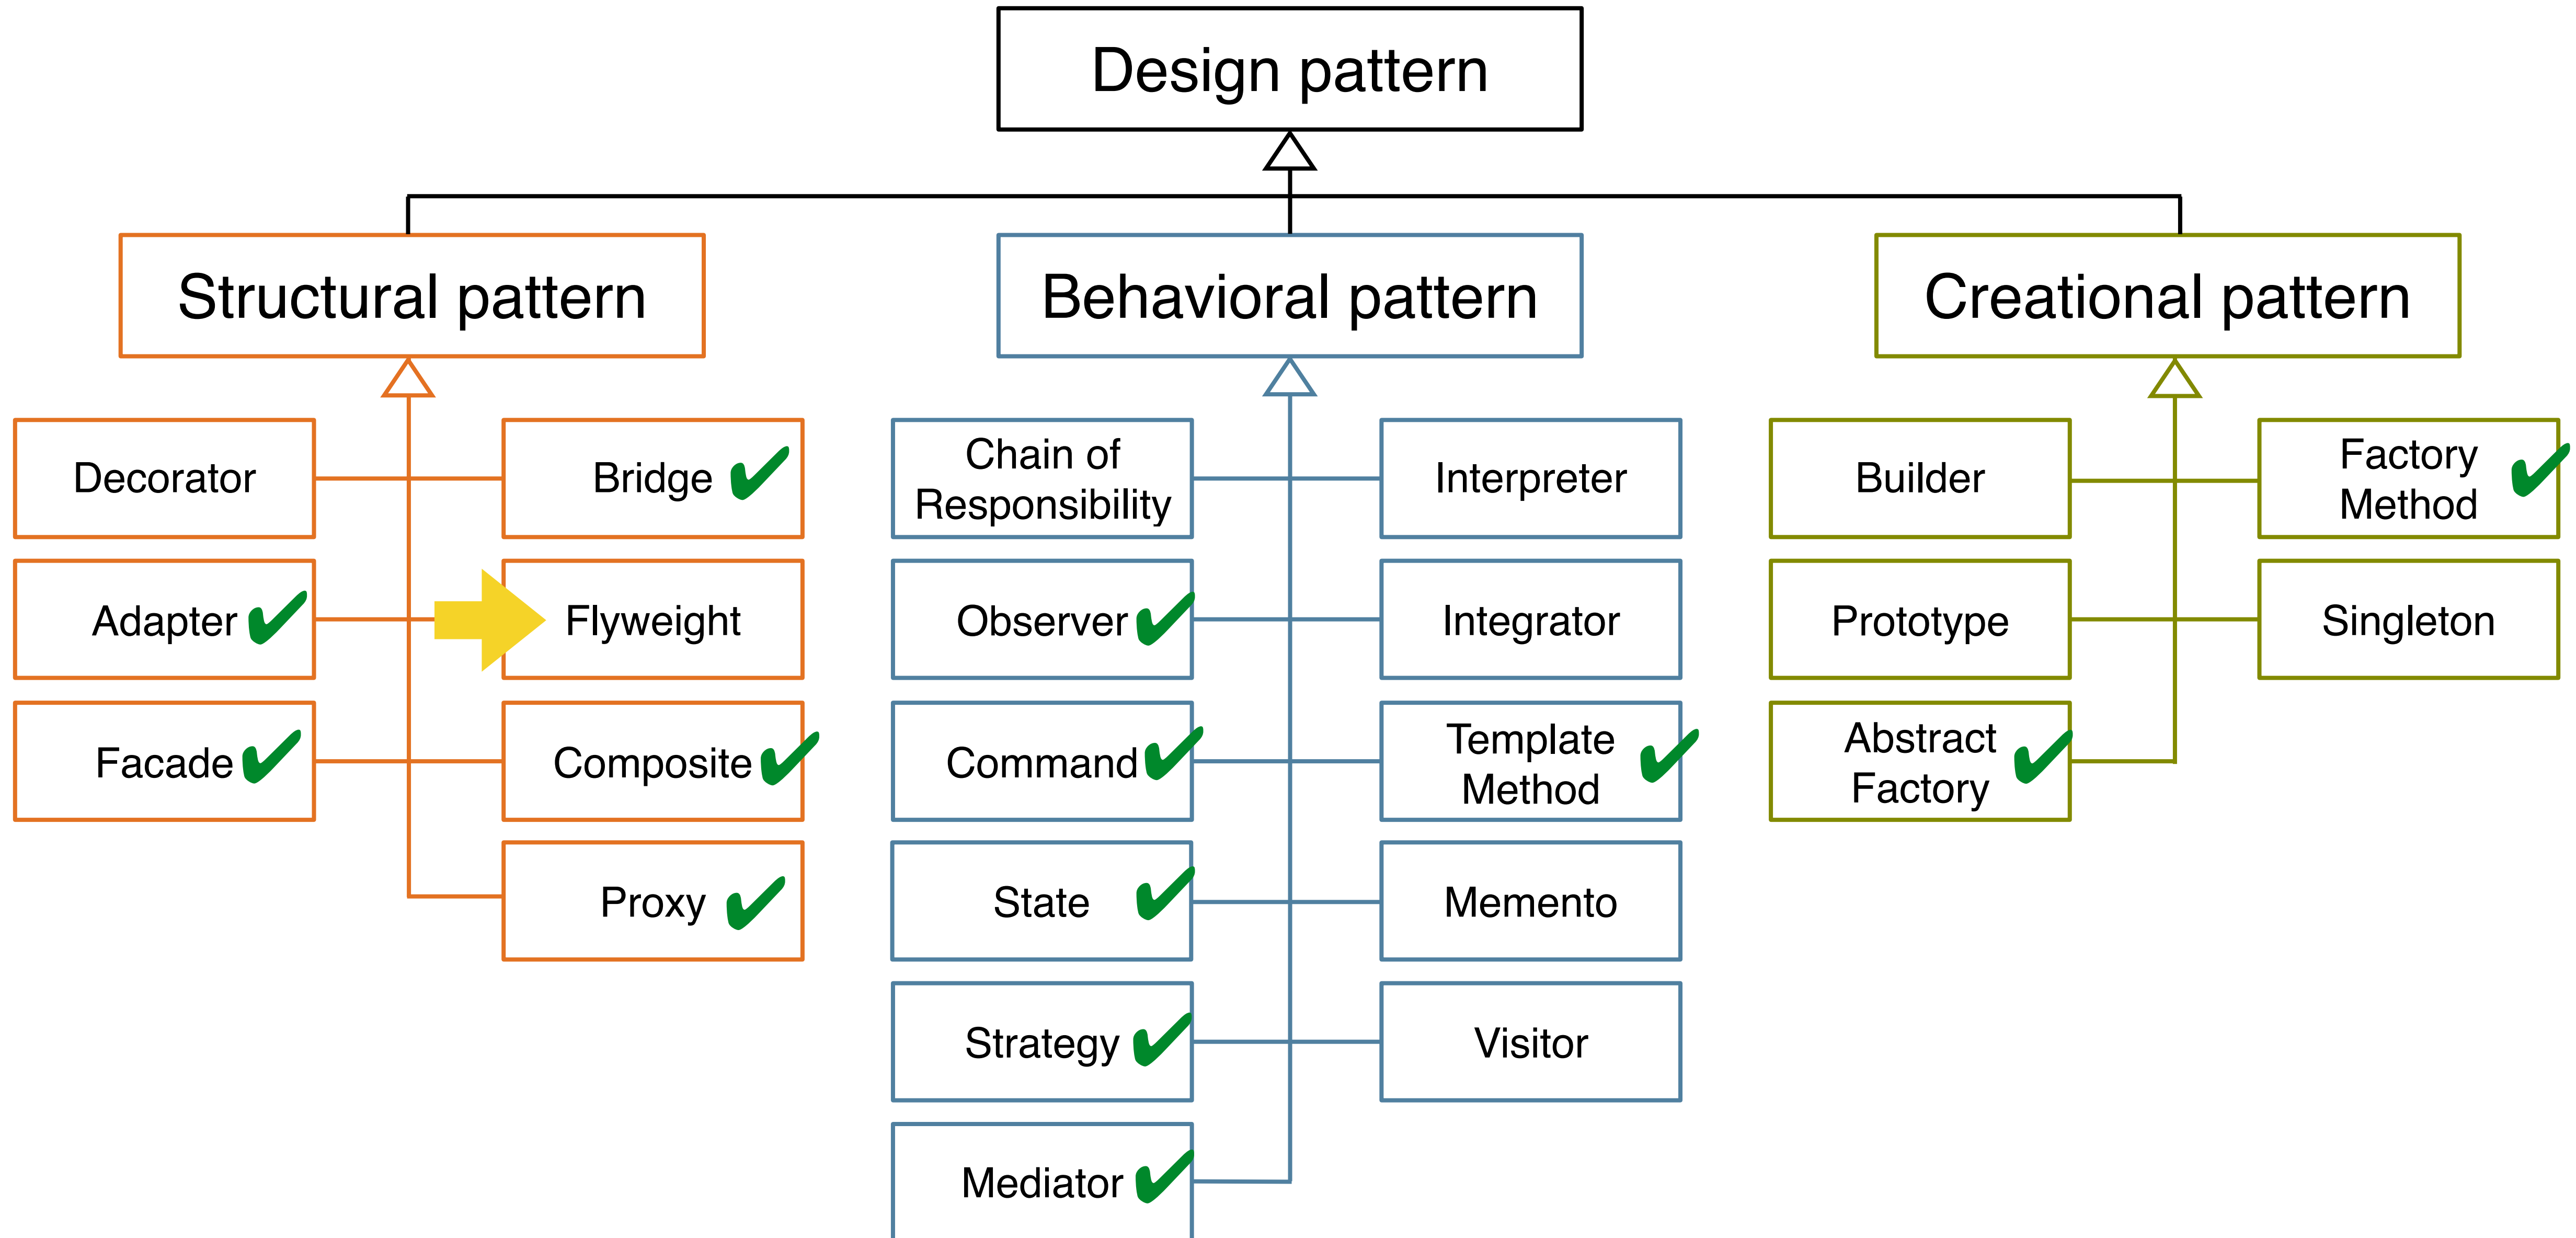 Design pattern
Structural pattern
Behavioral pattern
Creational pattern
Decorator
Bridge
Adapter
Flyweight
Facade
Composite
Proxy
Chain of
Responsibility
Interpreter
Observer
Integrator
Command
Template
Method
State
Memento
Strategy
Visitor
Mediator
Builder
Factory
Method
Prototype
Singleton
Abstract
Factory